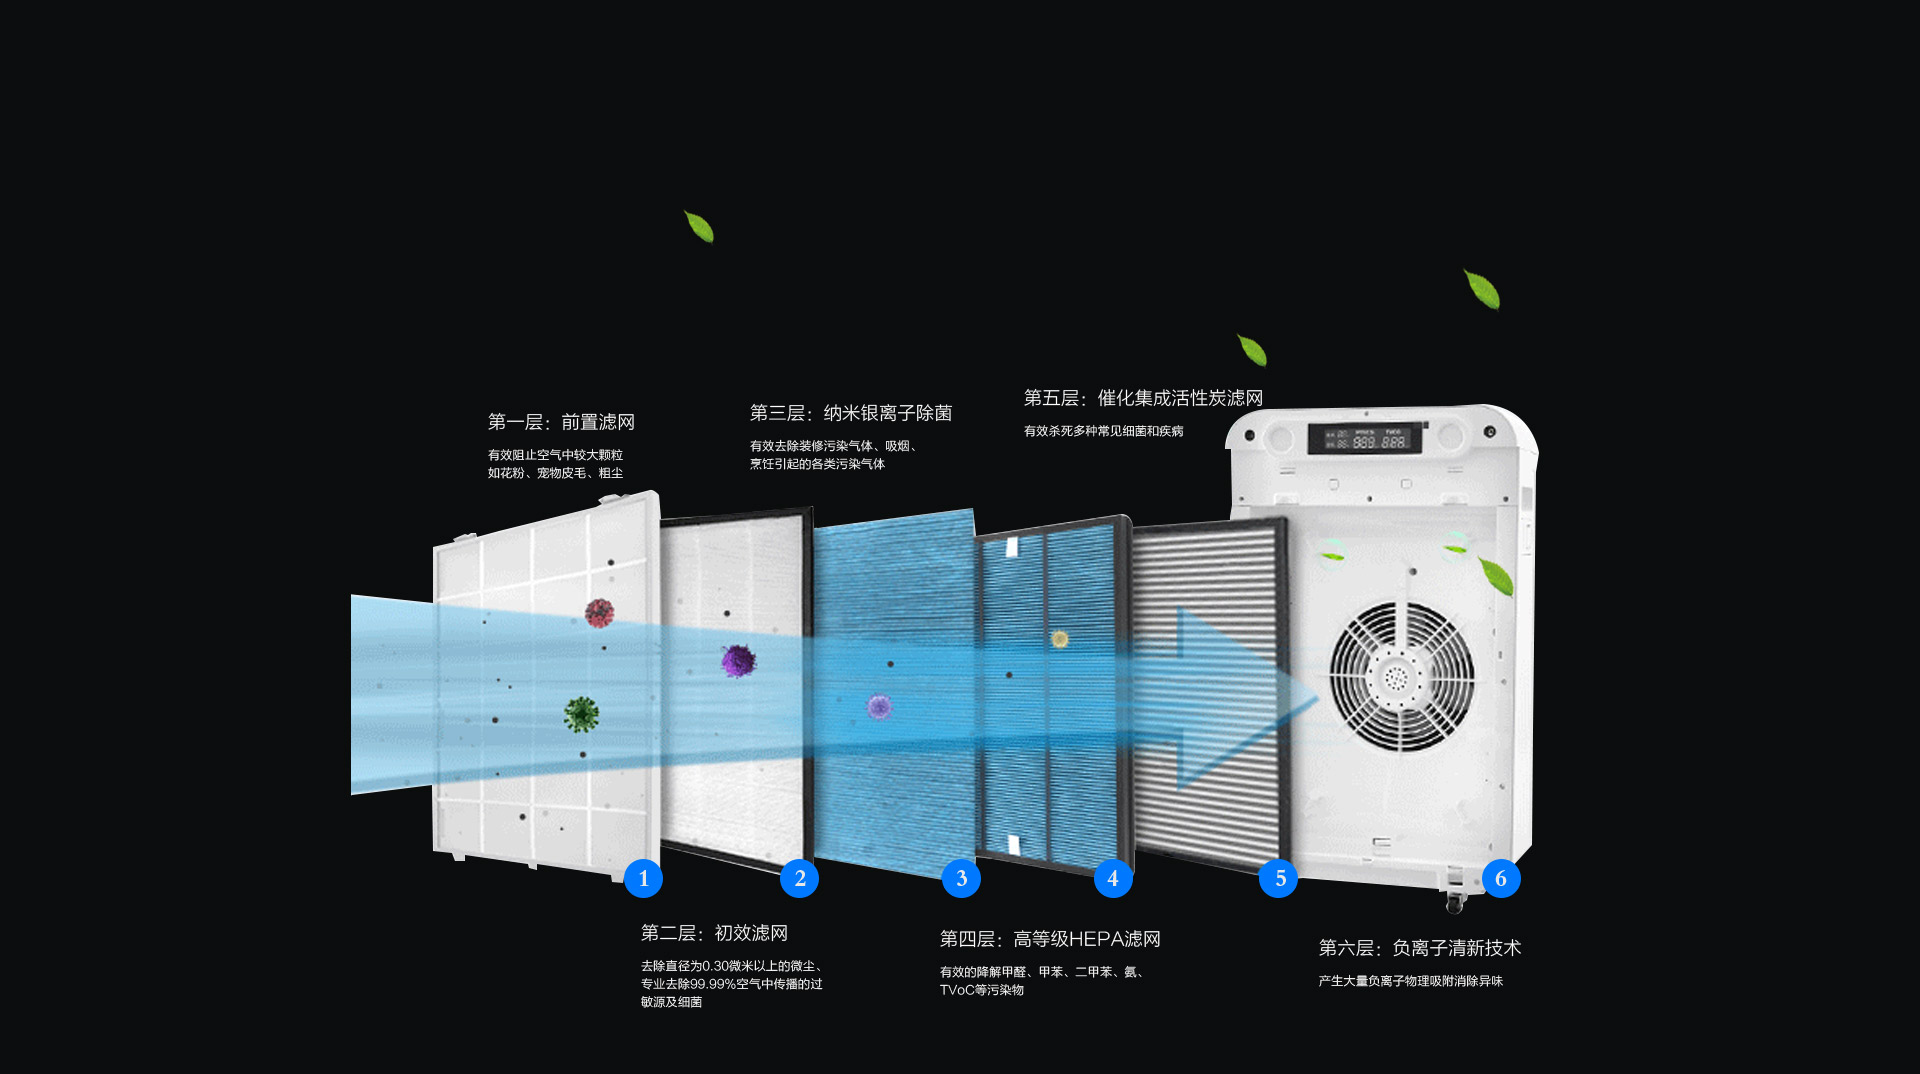 第一层：前置滤网
有效阻止空气中较大颗粒
如花粉、宠物皮毛、粗尘
第三层：纳米银离子除菌
有效去除装修污染气体、吸烟、
烹饪引起的各类污染气体
第五层：催化集成活性炭滤网
有效杀死多种常见细菌和疾病
1
2
3
4
5
6
第二层：初效滤网
去除直径为0.30微米以上的微尘、
专业去除99.99%空气中传播的过
敏源及细菌
第四层：高等级HEPA滤网
有效的降解甲醛、甲苯、二甲苯、氨、
TVoC等污染物
第六层：负离子清新技术
产生大量负离子物理吸附消除异味